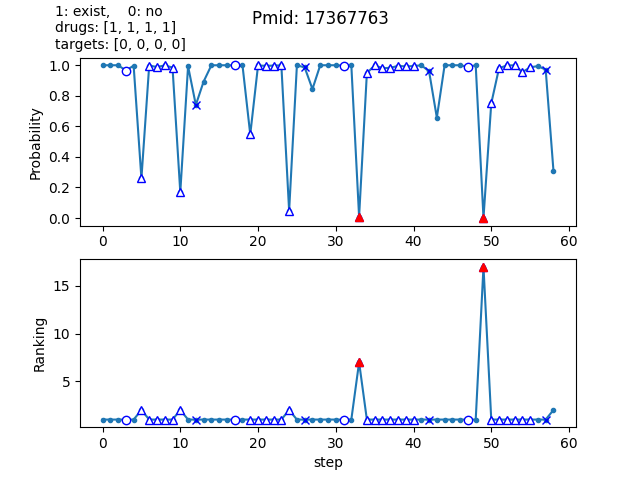 1: exist,    0: no
drugs: [1, 1, 1, 1]
targets: [0, 0, 0, 0]
Pmid: 17367763
1.0
0.8
0.6
0.4
0.2
0.0
Probability
0 10 20 30 40 50 60
15
10
5
Ranking
0 10 20 30 40 50 60
step